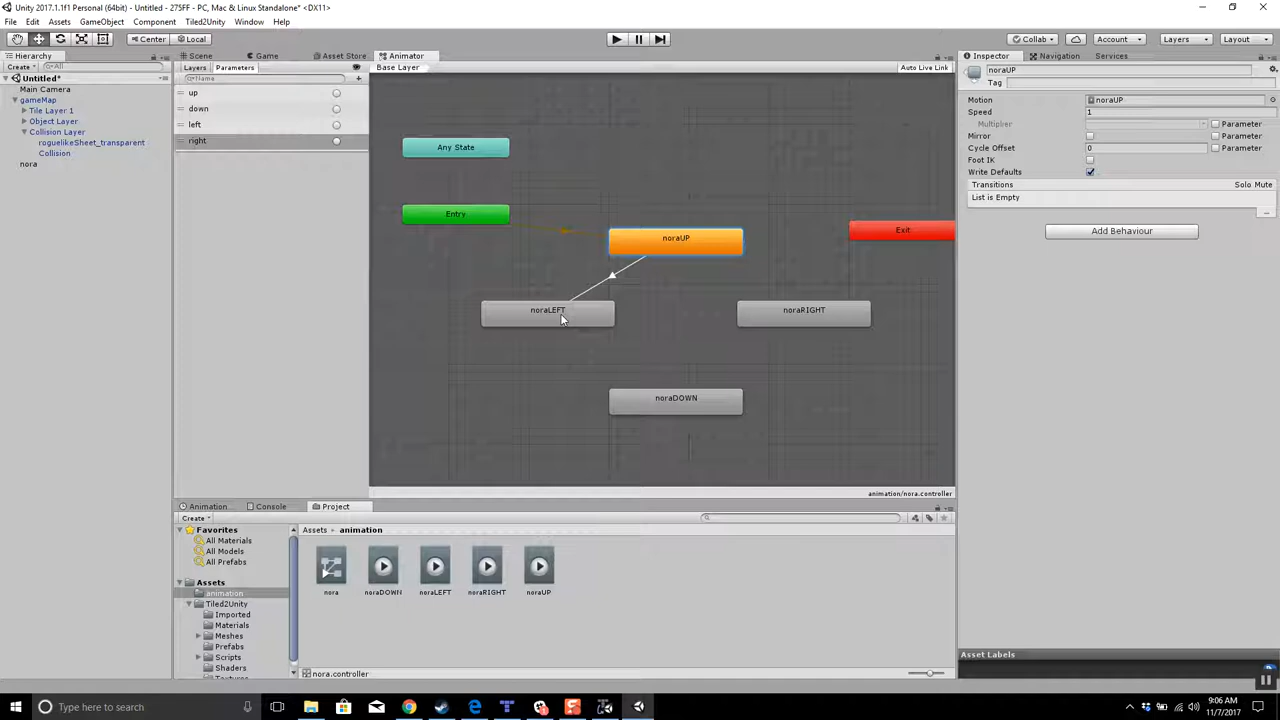 Unity 2017.1.1f1 Personal (64bit) - Untitled - 275FF - PC, Mac & Linux Standalone* <DX11>
File Edit Assets GameObject Component Tiled2Unity Window Help
Center Local Collab Account Layers Layout
Hierarchy Scene Game Asset Store Animator Inspector Navigation Services
Create All Layers Parameters Base Layer Auto Live Link noraUP
Untitled* Name Tag
Main Camera up
gameMap down Motion noraUP
Tile Layer 1 left Speed 1
Object Layer right Multiplier Parameter
Collision Layer Mirror Parameter
roguelikeSheet_transparent Cycle Offset 0 Parameter
Collision Foot IK
nora Write Defaults
Transitions Solo Mute
List is Empty
Add Behaviour
Any State
Entry
noraUP
Exit
noraLEFT
noraRIGHT
noraDOWN
animation/nora.controller
Animation Console Project
Create
Favorites Assets animation
All Materials
All Models
All Prefabs
Assets
animation nora noraDOWN noraLEFT noraRIGHT noraUP
Tiled2Unity
Imported
Materials
Meshes
Prefabs
Scripts
Shaders
Textures
nora.controller
Asset Labels
Type here to search
9:06 AM
11/7/2017